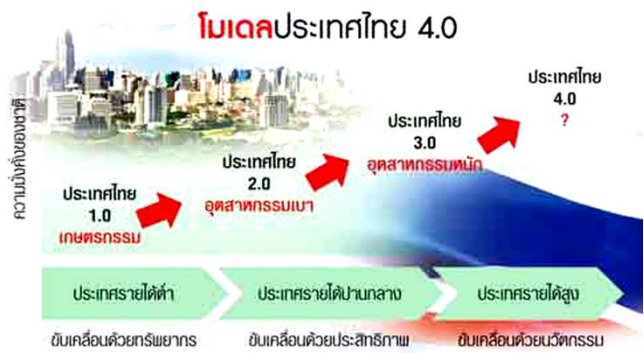 โมเดลประเทศไทย 4.0
ความมั่งคั่งของชาติ
ประเทศไทย
1.0
เกษตรกรรม
ประเทศไทย
2.0
อุตสาหกรรมเบา
ประเทศไทย
3.0
อุตสาหกรรมหนัก
ประเทศไทย
4.0
?
ประเทศรายได้ต่ำ
ประเทศรายได้ปานกลาง
ประเทศรายได้สูง
ขับเคลื่อนด้วยทรัพยากร
ขับเคลื่อนด้วยประสิทธิภาพ
ขับเคลื่อนด้วยนวัตกรรม